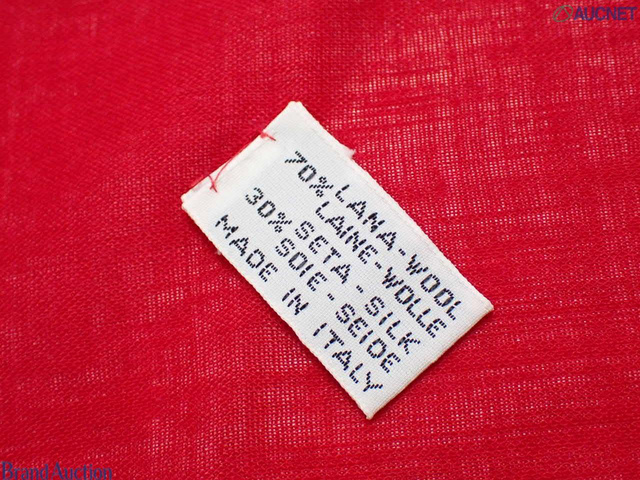 AUCNET
70% LANA-WOOL
LAINE-WOLLE
30% SETA-SILK
SOIE-SEIDE
MADE IN ITALY
Brand Auction